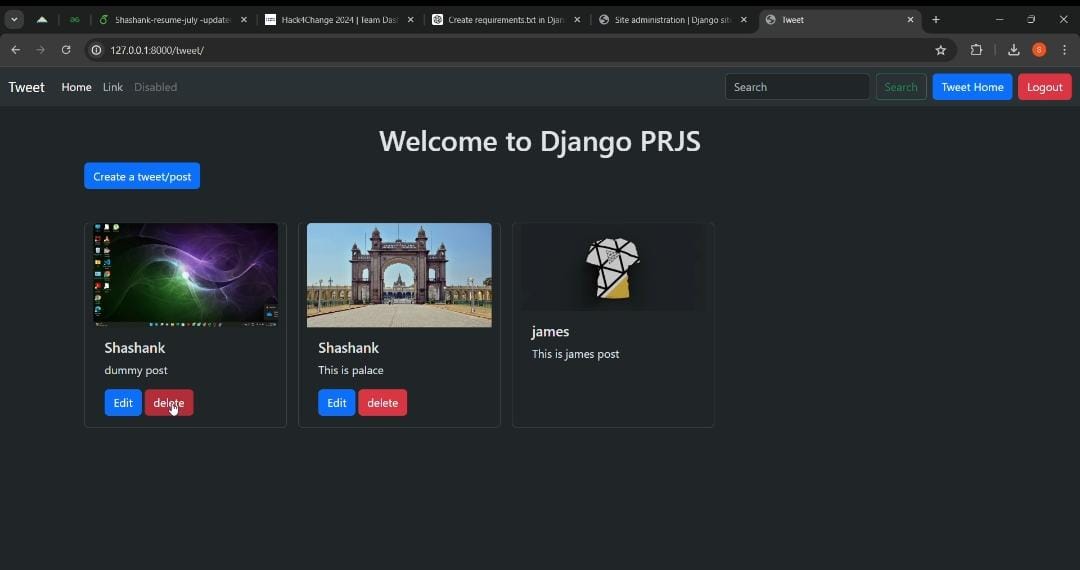 Shashank-resume-july -update
Hack4Change 2024 | Team Das
Create requirements.txt in Djan
Site administration | Django sit
Tweet
127.0.0.1:8000/tweet/
S
Tweet Home Link Disabled Search Search Tweet Home Logout
Welcome to Django PRJS
Create a tweet/post
Shashank
dummy post
Edit delete
Shashank
This is palace
Edit delete
james
This is james post